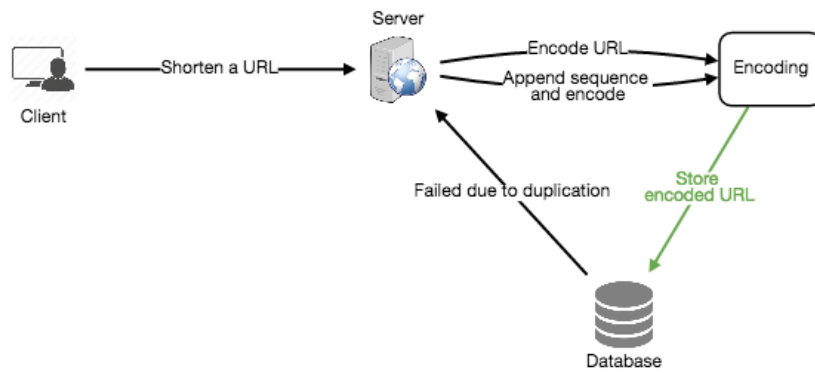 Server
Encode URL
Shorten a URL
Append sequence
and encode
Encoding
Client
Failed due to duplication
Store
encoded URL
Database